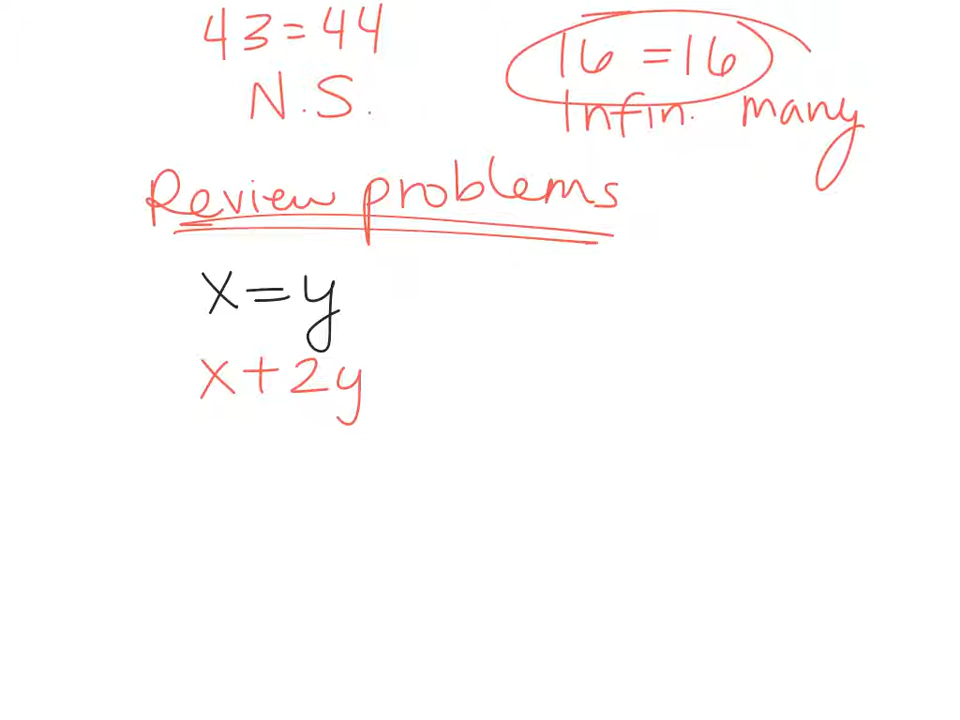 43=44
N.S.
16=16
Infin. many
Review problems
x=y
x+2y